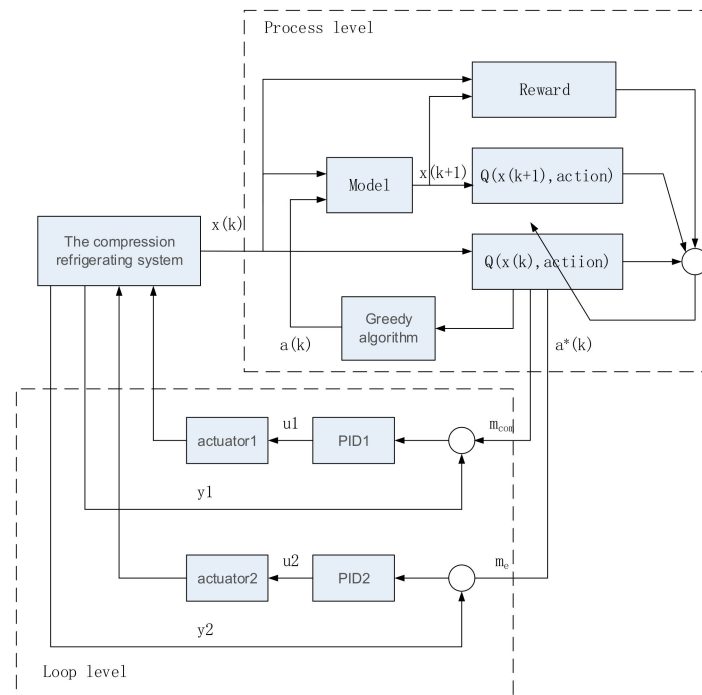 Process level
Reward
x(k+1)
Q(x(k+1),action)
Model
x(k)
The compression
refrigerating system
Q(x(k),actiion)
Greedy
algorithm
a(k)
a*(k)
actuator1
u1
PID1
m_com
y1
actuator2
u2
PID2
m_e
y2
Loop level